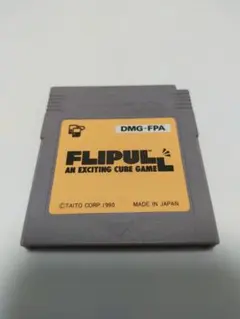 DMG-FPA
FLIPULL
AN EXCITING CUBE GAME
©TAITO CORP. 1990 MADE IN JAPAN